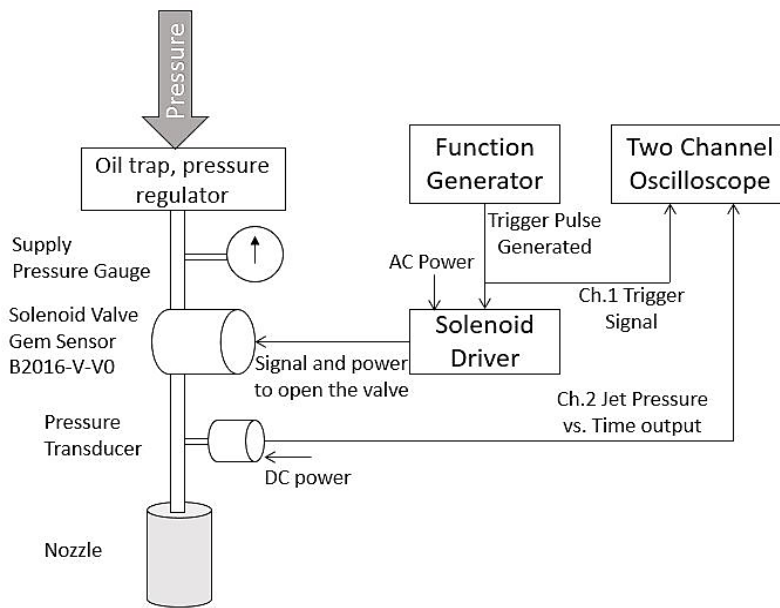 Pressure
Oil trap, pressure
regulator
Function
Generator
Two Channel
Oscilloscope
Supply
Pressure Gauge
Trigger Pulse
Generated
AC Power
Ch.1 Trigger
Signal
Solenoid Valve
Gem Sensor
B2016-V-V0
Solenoid
Driver
Signal and power
to open the valve
Ch.2 Jet Pressure
vs. Time output
Pressure
Transducer
DC power
Nozzle